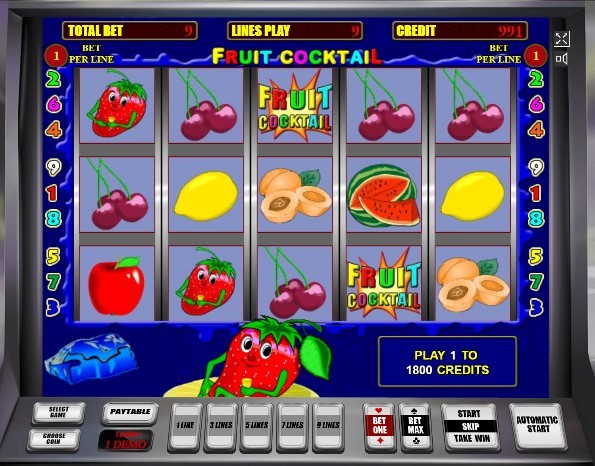 TOTAL BET 9
LINES PLAY 9
CREDIT 991
1 BET PER LINE
FRUIT COCKTAIL
BET PER LINE 1
2
2
6
FRUIT COCKTAIL
6
4
4
9
9
1
1
8
8
5
5
7
FRUIT COCKTAIL
7
3
3
PLAY 1 TO
1800 CREDITS
SELECT GAME
CHOOSE COIN
PAYTABLE
1 DEMO
1 LINE
3 LINES
5 LINES
7 LINES
9 LINES
BET ONE
BET MAX
START
SKIP
TAKE WIN
AUTOMATIC START